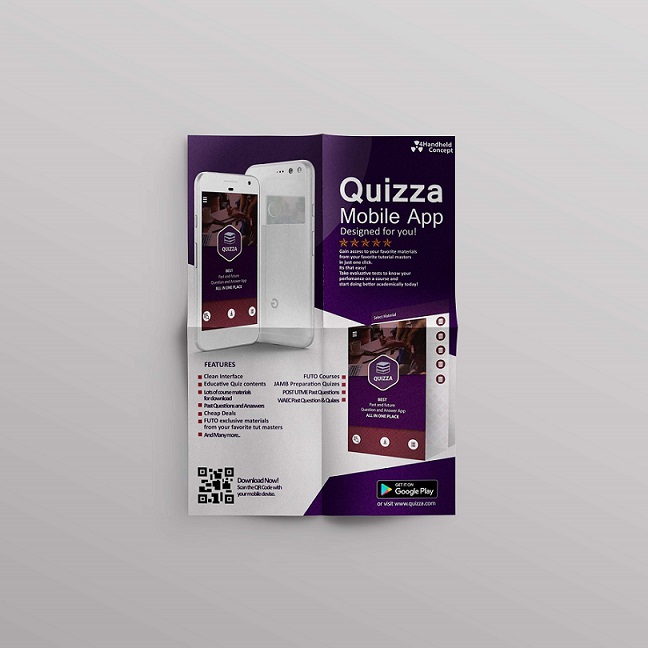 4Handheld
Concept
Quizza
Mobile App
Designed for you!
Gain access to your favorite materials
from your favorite tutorial masters
in just one click.
Its that easy!
Take evaluative tests to know your
perfomance on a course and
start doing better academically today!
QUIZZA
BEST
Past and Future
Question and Answer App
ALL IN ONE PLACE
Select Material
QUIZZA
BEST
Past and Future
Question and Answer App
ALL IN ONE PLACE
FEATURES
Clean Interface
Educative Quiz contents
Lots of course materials
for download
Past Questions and Answers
Cheap Deals
FUTO exclusive materials
from your favorite tut masters
And Many more..
FUTO Courses
JAMB Preparation Quizes
POST UTME Past Questions
WAEC Past Question & Quizes
Download Now!
Scan the QR Code with
your mobile devise.
GET IT ON
Google Play
or visit www.quizza.com